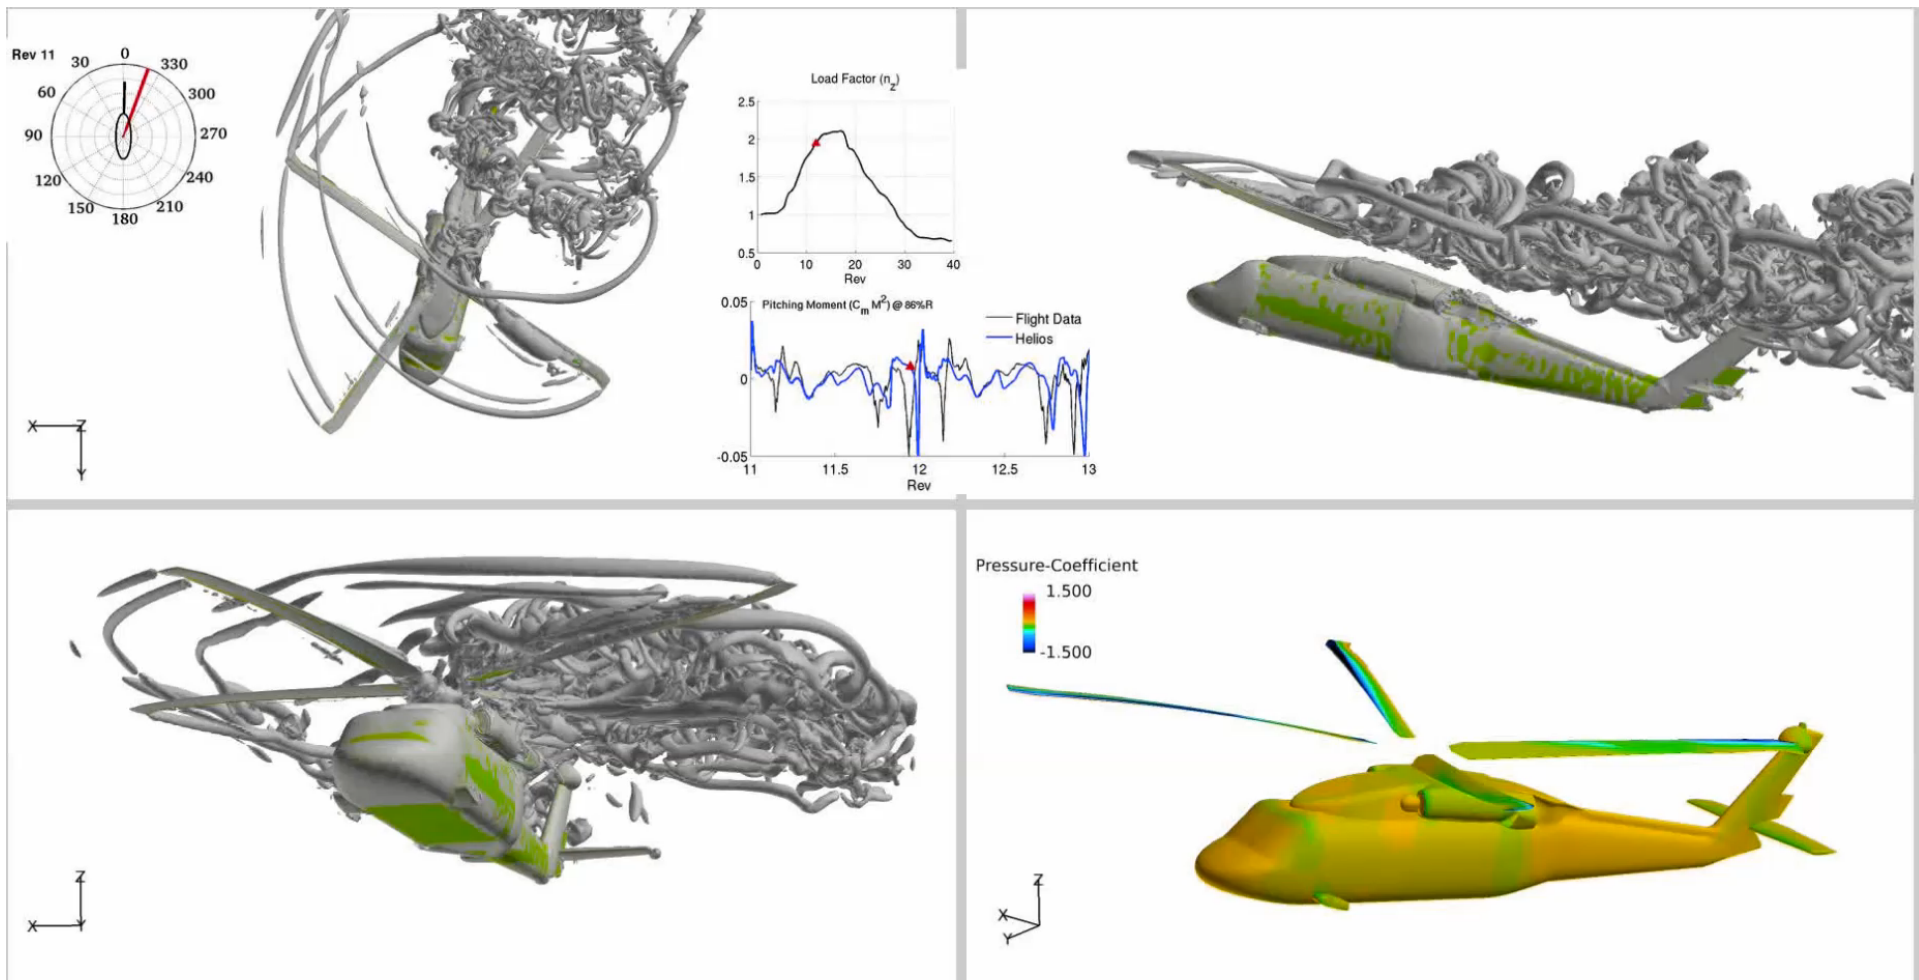 Rev 11
0
30
330
60
300
90
270
120
240
150
210
180
X
Z
Y
Load Factor (n_z)
2.5
2
1.5
1
0.5
0
10
20
30
40
Rev
0.05
Pitching Moment (C_m M^2) @ 86%R
Flight Data
Helios
0
-0.05
11
11.5
12
12.5
13
Rev
Z
X
Y
Pressure-Coefficient
1.500
-1.500
Z
X
Y